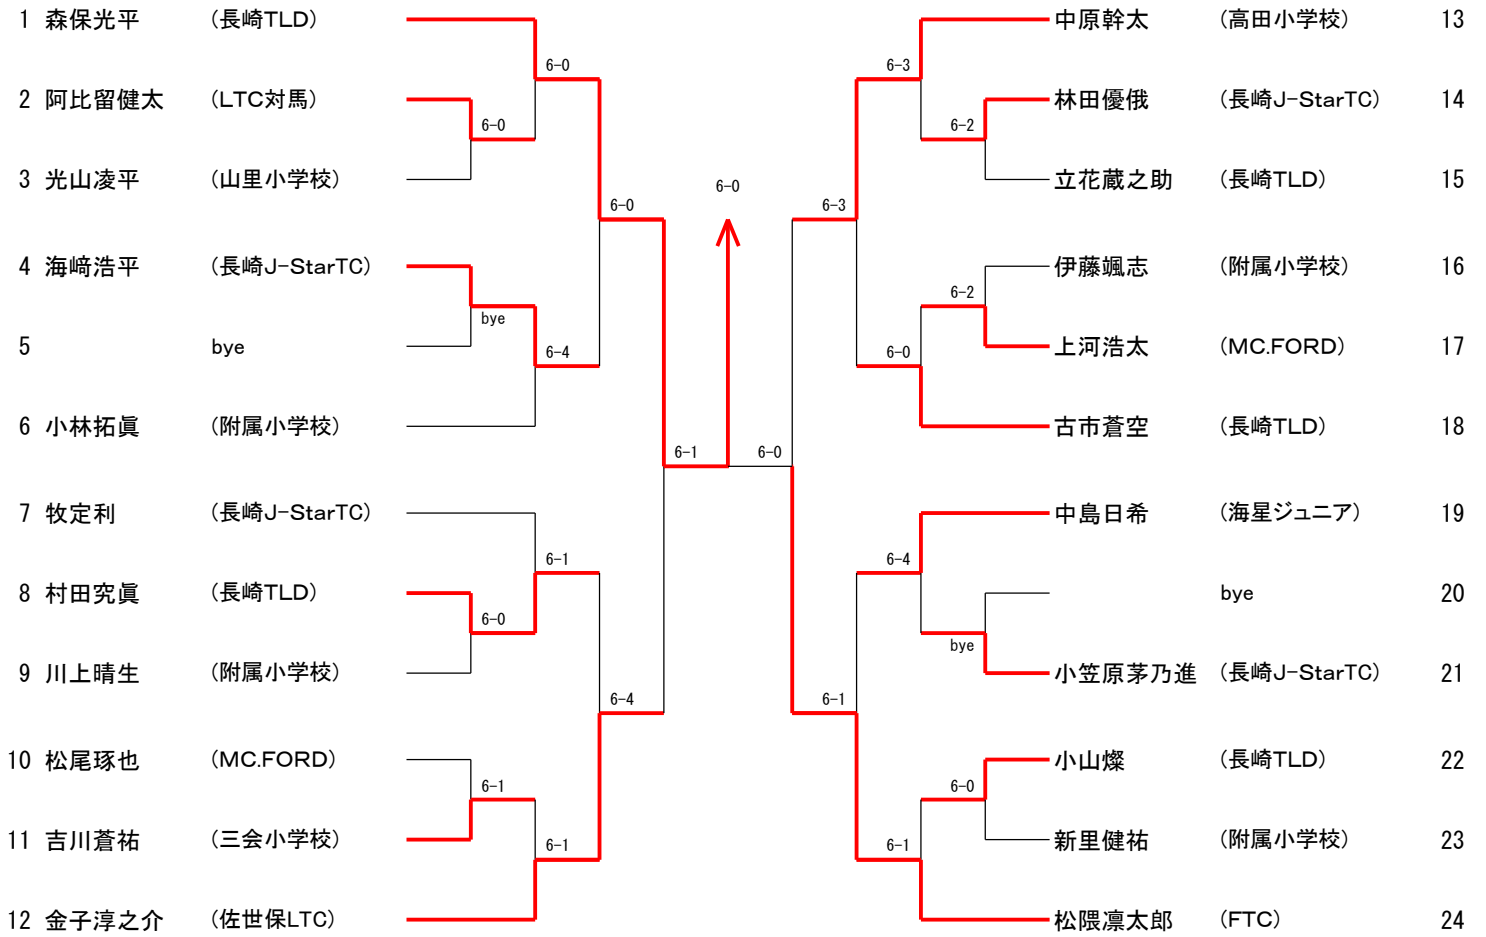 1 森保光平 (長崎TLD) 中原幹太 (高田小学校) 13
6-0 6-3
2 阿比留健太 (LTC対馬) 林田優俄 (長崎J-StarTC) 14
6-0 6-2
3 光山凌平 (山里小学校) 立花蔵之助 (長崎TLD) 15
6-0
6-0 6-3
4 海﨑浩平 (長崎J-StarTC) 伊藤颯志 (附属小学校) 16
6-2
bye
5 bye 上河浩太 (MC.FORD) 17
6-4 6-0
6 小林拓眞 (附属小学校) 古市蒼空 (長崎TLD) 18
6-1 6-0
7 牧定利 (長崎J-StarTC) 中島日希 (海星ジュニア) 19
6-1 6-4
8 村田究眞 (長崎TLD) bye 20
6-0
bye
9 川上晴生 (附属小学校) 小笠原茅乃進 (長崎J-StarTC) 21
6-4 6-1
10 松尾琢也 (MC.FORD) 小山燦 (長崎TLD) 22
6-1 6-0
11 吉川蒼祐 (三会小学校) 新里健祐 (附属小学校) 23
6-1 6-1
12 金子淳之介 (佐世保LTC) 松隈凛太郎 (FTC) 24